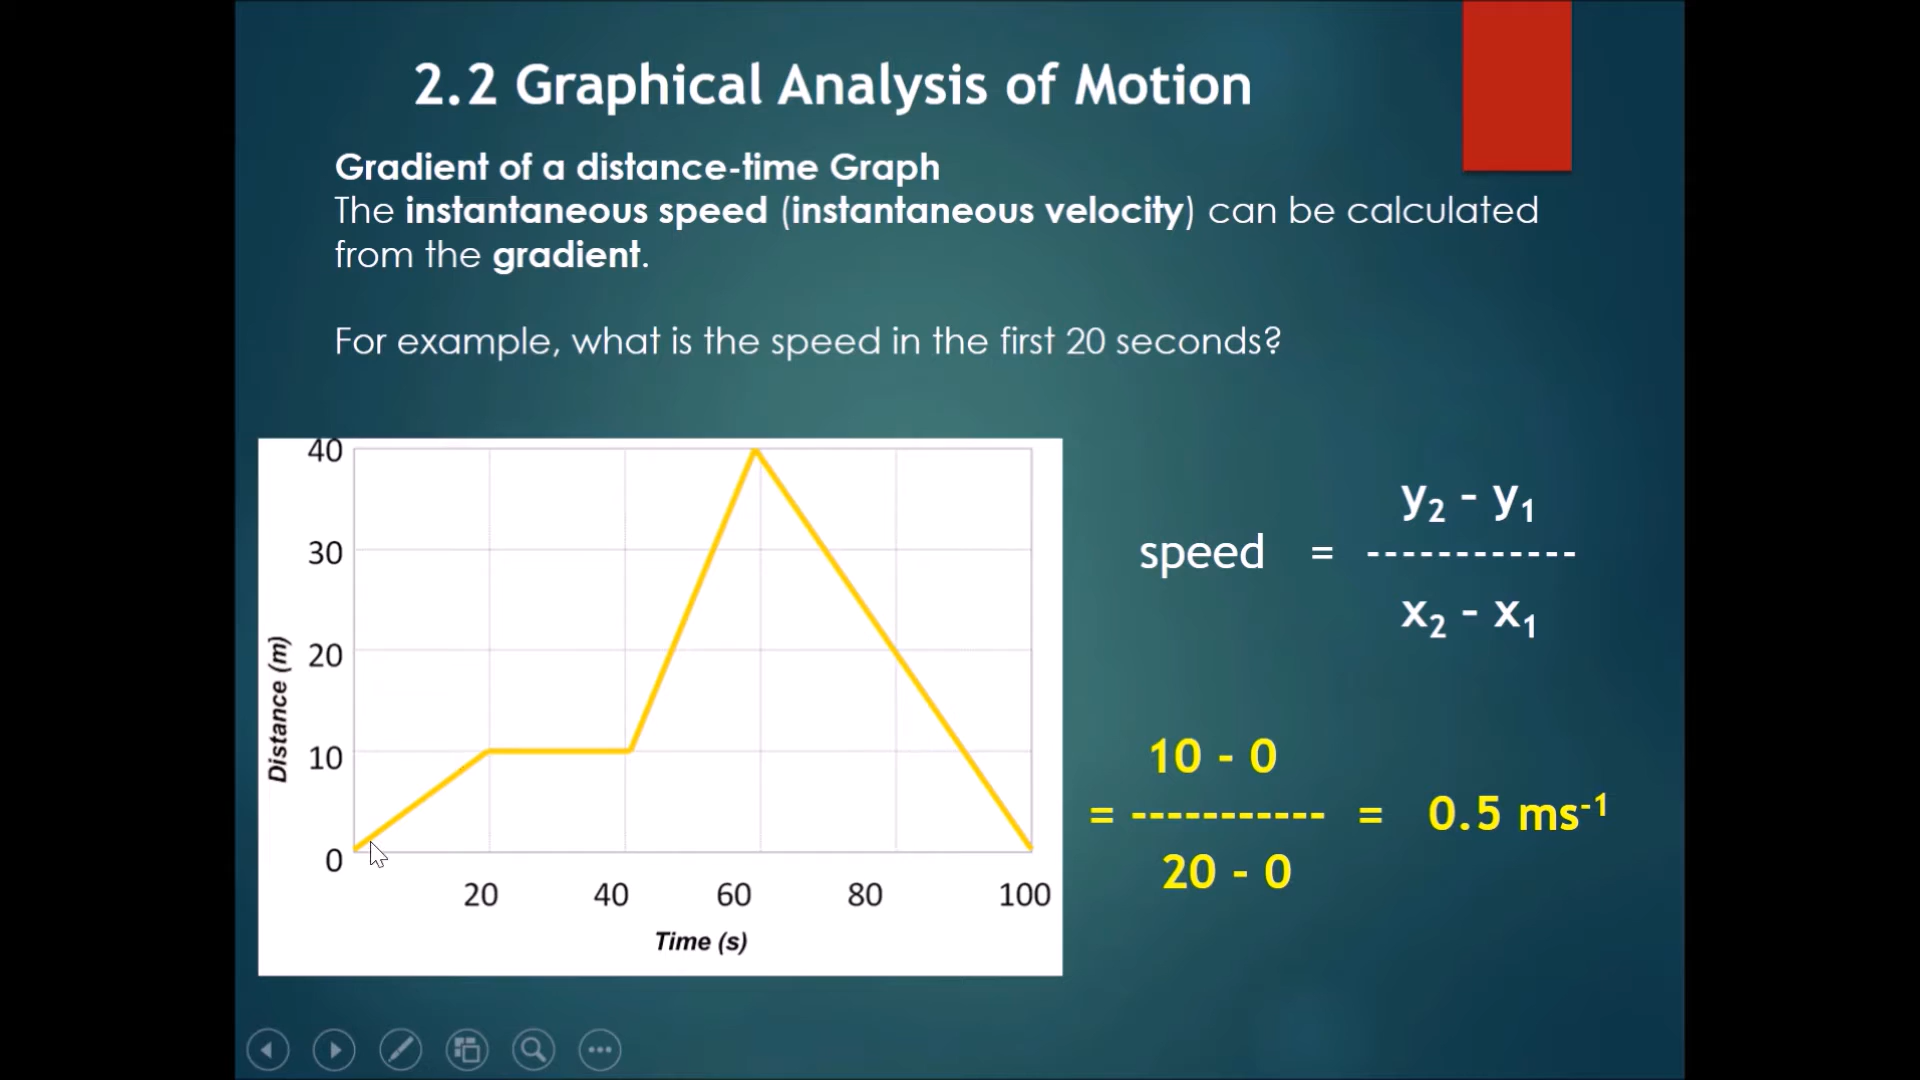 2.2 Graphical Analysis of Motion
Gradient of a distance-time Graph
The instantaneous speed (instantaneous velocity) can be calculated
from the gradient.
For example, what is the speed in the first 20 seconds?
40
30
20
10
0
Distance (m)
20 40 60 80 100
Time (s)
y₂ - y₁
speed = ------------
x₂ - x₁
10 - 0
= ----------- = 0.5 ms⁻¹
20 - 0